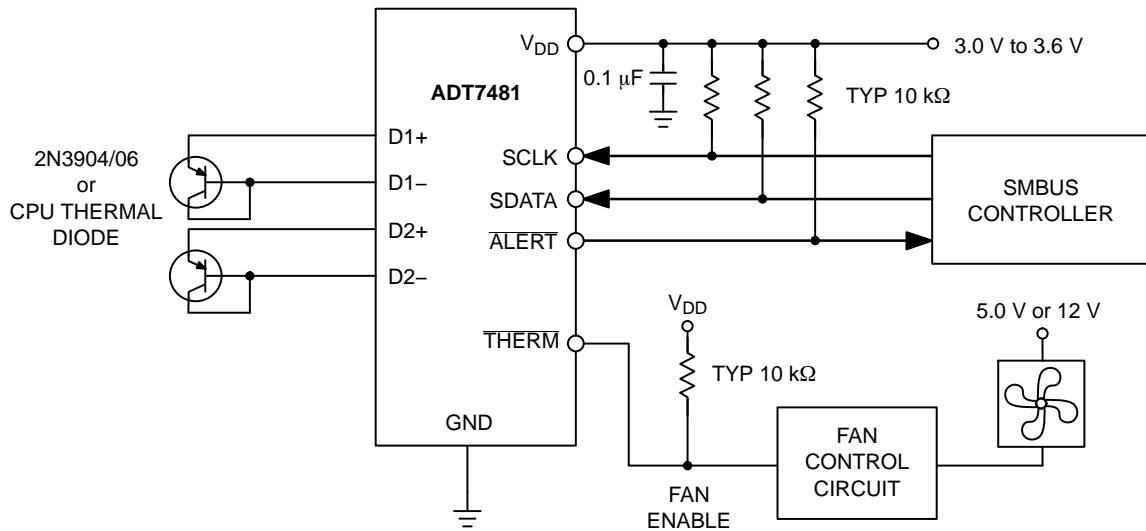 V_DD
3.0 V to 3.6 V
0.1 μF
TYP 10 kΩ
ADT7481
D1+
2N3904/06
or
CPU THERMAL
DIODE
D1–
D2+
D2–
SCLK
SDATA
ALERT
SMBUS
CONTROLLER
THERM
V_DD
TYP 10 kΩ
5.0 V or 12 V
GND
FAN
CONTROL
CIRCUIT
FAN
ENABLE